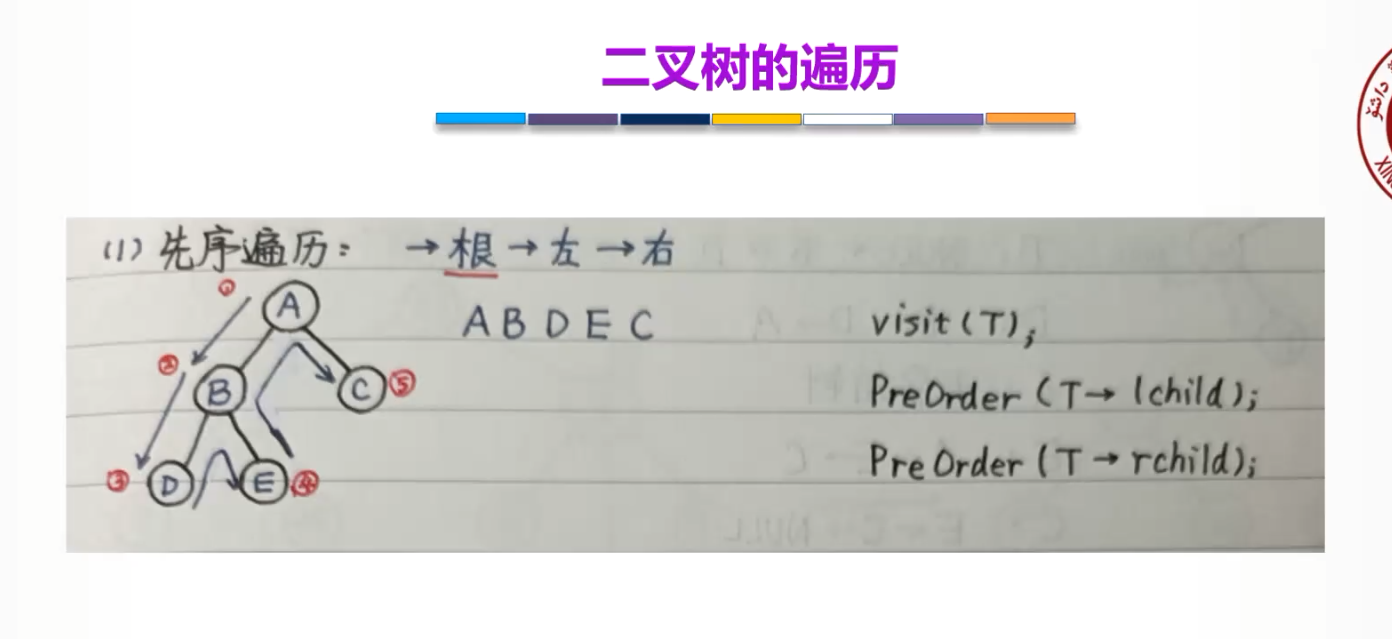 二叉树的遍历
(1) 先序遍历： →根→左→右
① A
A B D E C
visit(T);
② B
C ⑤
PreOrder (T→ lchild);
PreOrder (T→ rchild);
③ D
E ④